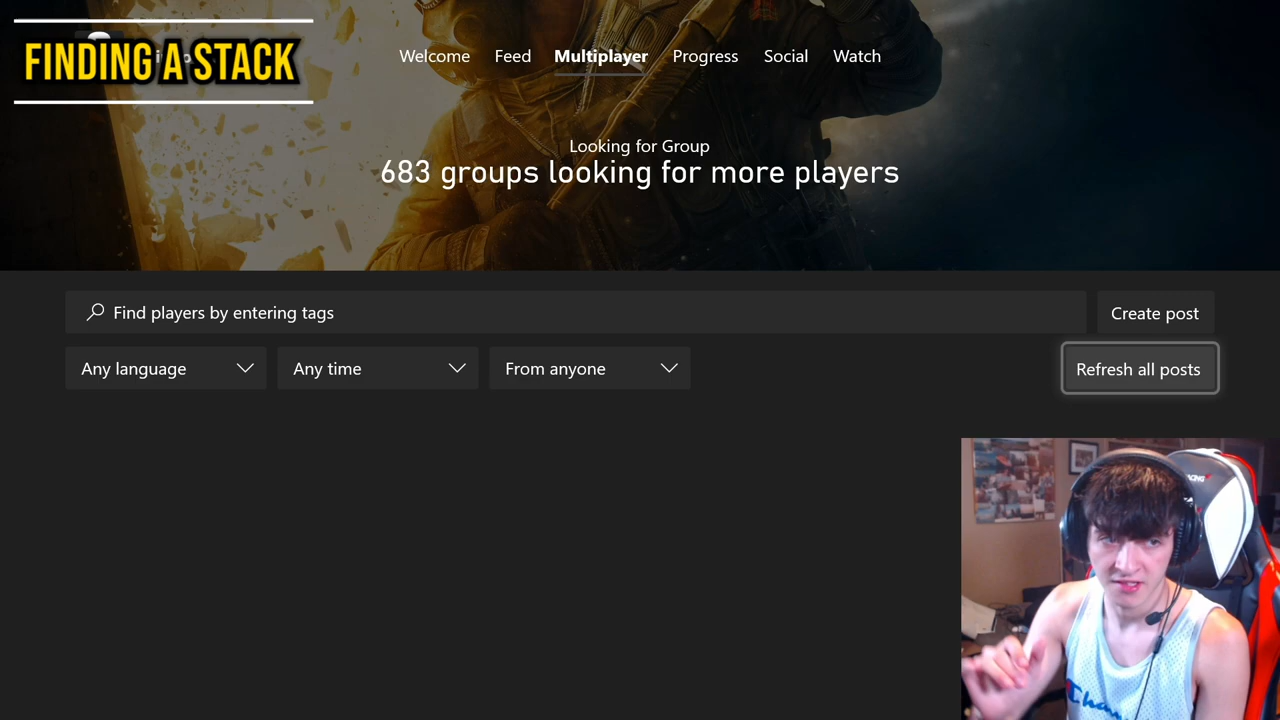 FINDING A STACK
Welcome Feed Multiplayer Progress Social Watch
Looking for Group
683 groups looking for more players
Find players by entering tags
Create post
Any language
Any time
From anyone
Refresh all posts